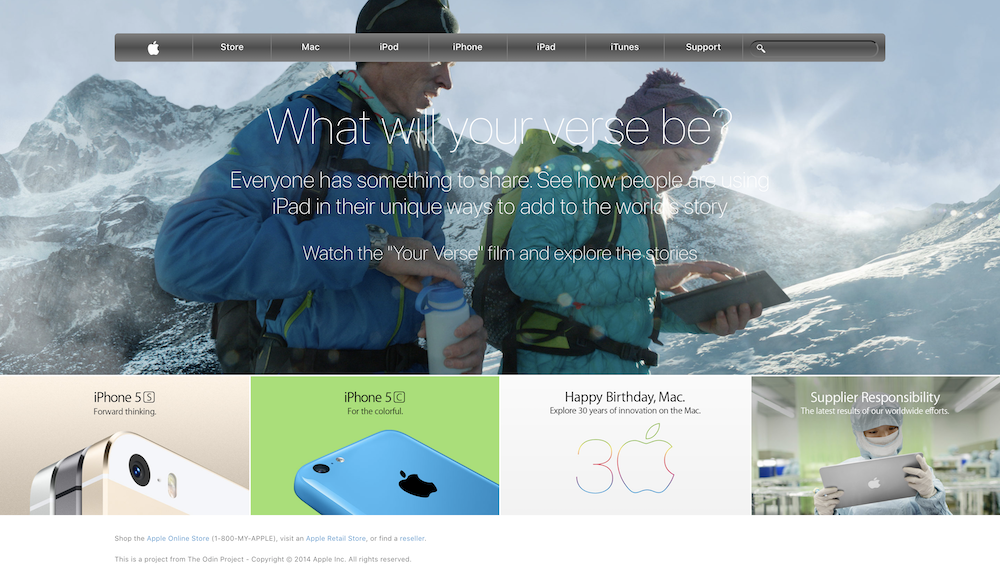 Store Mac iPod iPhone iPad iTunes Support
What will your verse be?
Everyone has something to share. See how people are using
iPad in their unique ways to add to the world's story
Watch the "Your Verse" film and explore the stories
iPhone 5S
Forward thinking.
iPhone 5C
For the colorful.
Happy Birthday, Mac.
Explore 30 years of innovation on the Mac.
30
Supplier Responsibility
The latest results of our worldwide efforts.
Shop the Apple Online Store (1-800-MY-APPLE), visit an Apple Retail Store, or find a reseller.
This is a project from The Odin Project - Copyright © 2014 Apple Inc. All rights reserved.